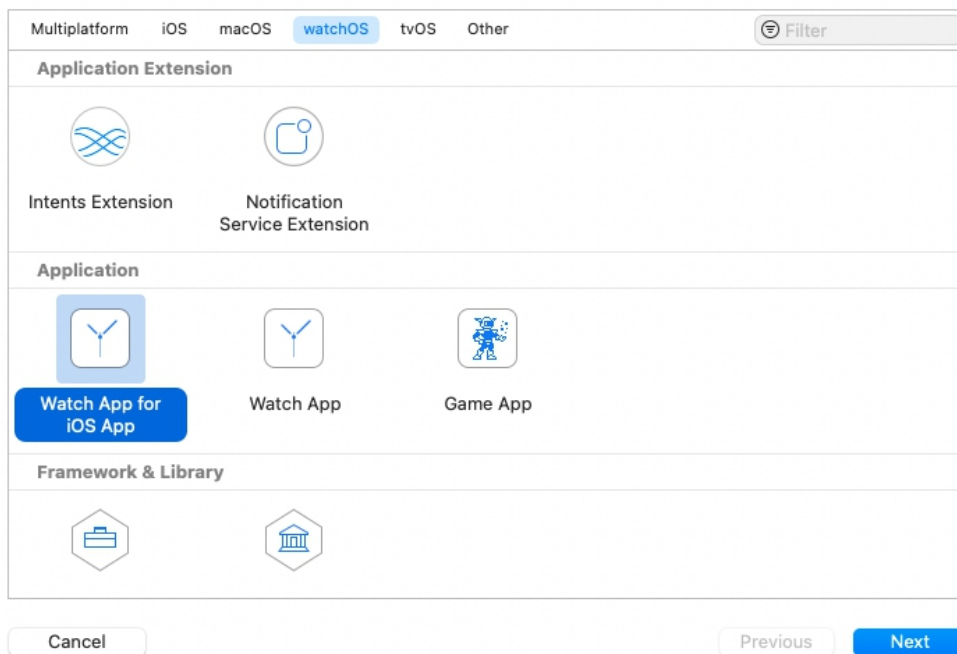 Multiplatform iOS macOS watchOS tvOS Other Filter
Application Extension
Intents Extension Notification
Service Extension
Application
Watch App for Watch App Game App
iOS App
Framework & Library
Cancel Previous Next